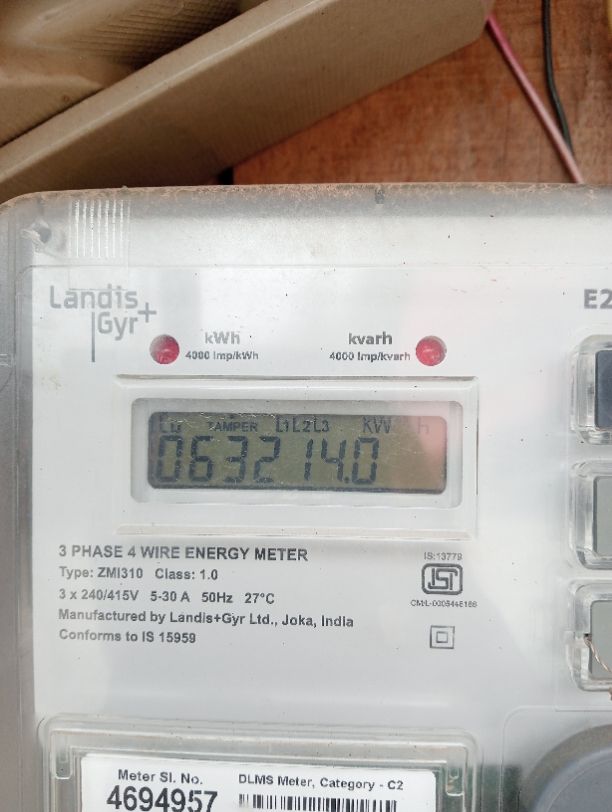 Landis
Gyr+
E2
kWh
4000 Imp/kWh
kvarh
4000 Imp/kvarh
Cu TAMPER L1L2L3 KW h
063214.0
3 PHASE 4 WIRE ENERGY METER
Type: ZMI310 Class: 1.0
3 x 240/415V 5-30 A 50Hz 27°C
Manufactured by Landis+Gyr Ltd., Joka, India
Conforms to IS 15959
IS:13779
ISI
Meter Sl. No.
4694957
DLMS Meter, Category - C2